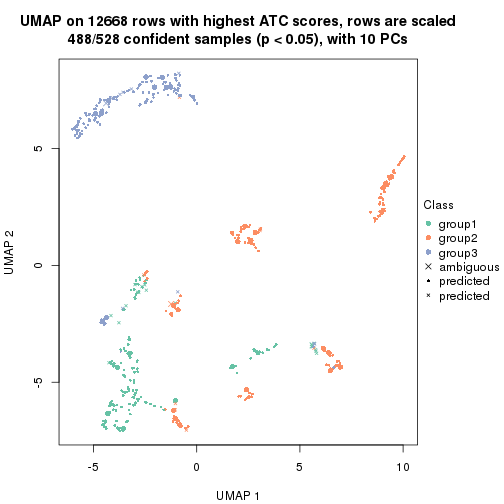 UMAP on 12668 rows with highest ATC scores, rows are scaled
488/528 confident samples (p < 0.05), with 10 PCs
5
0
-5
UMAP 2
-5
0
5
10
UMAP 1
Class
group1
group2
group3
ambiguous
predicted
predicted